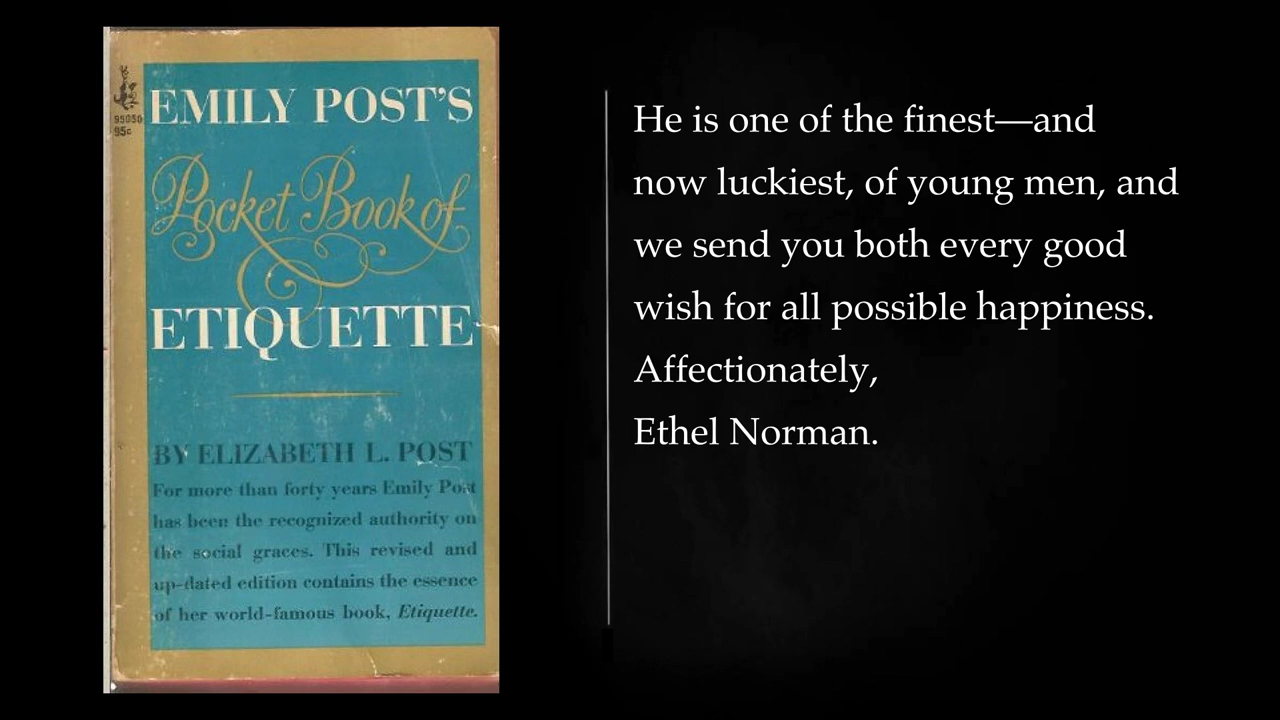 EMILY POST'S
Pocket Book of
ETIQUETTE
95050
95c
BY ELIZABETH L. POST
For more than forty years Emily Post
has been the recognized authority on
the social graces. This revised and
up-dated edition contains the essence
of her world-famous book, Etiquette.
He is one of the finest—and
now luckiest, of young men, and
we send you both every good
wish for all possible happiness.
Affectionately,
Ethel Norman.